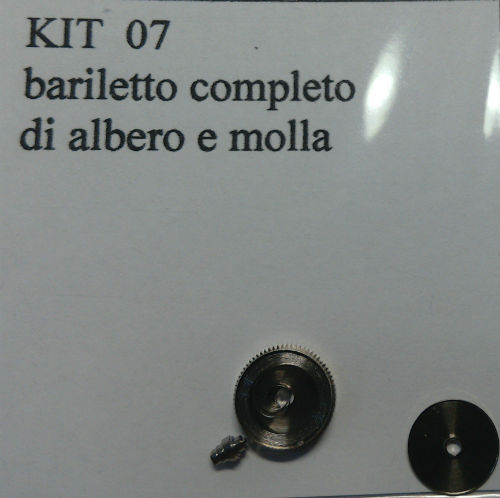 KIT 07
bariletto completo
di albero e molla